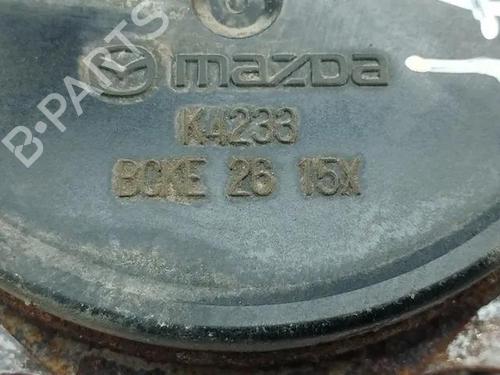 mazda
K4233
BCKE 26 15X
B-PARTS